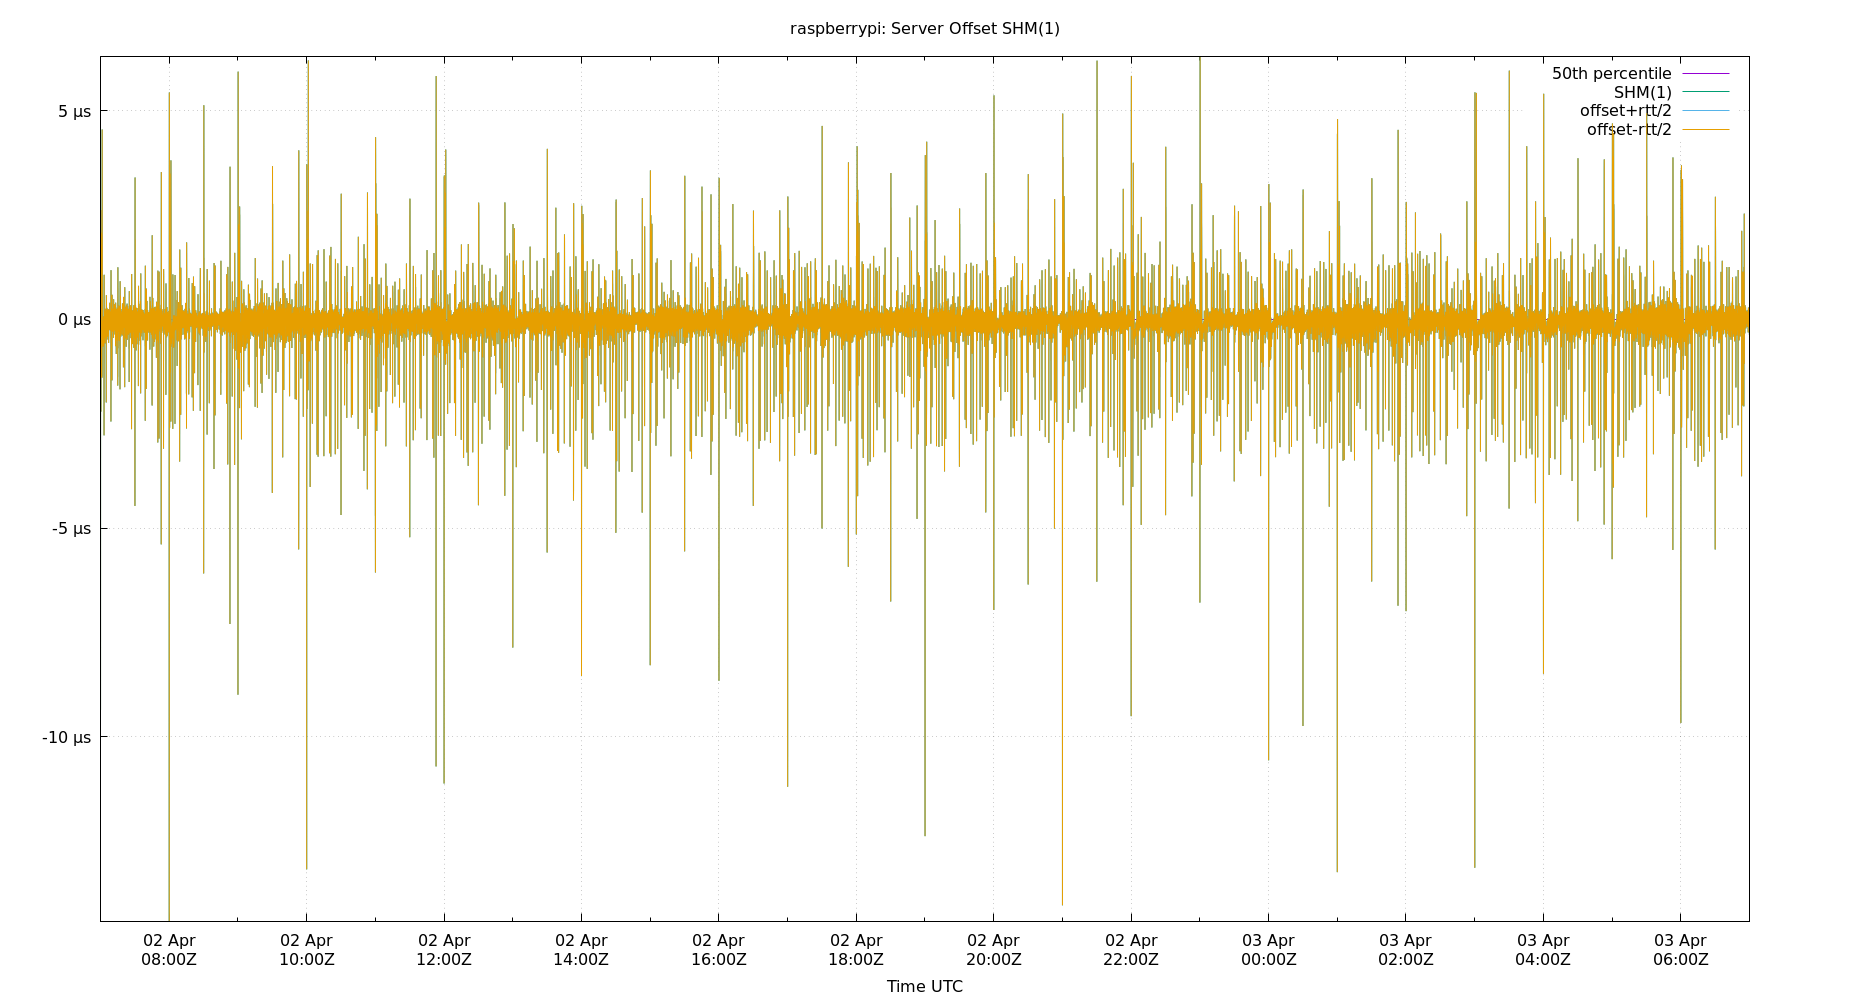 raspberrypi: Server Offset SHM(1)
50th percentile
SHM(1)
offset+rtt/2
offset-rtt/2
5 µs
0 µs
-5 µs
-10 µs
02 Apr 02 Apr 02 Apr 02 Apr 02 Apr 02 Apr 02 Apr 02 Apr 03 Apr 03 Apr 03 Apr 03 Apr
08:00Z 10:00Z 12:00Z 14:00Z 16:00Z 18:00Z 20:00Z 22:00Z 00:00Z 02:00Z 04:00Z 06:00Z
Time UTC